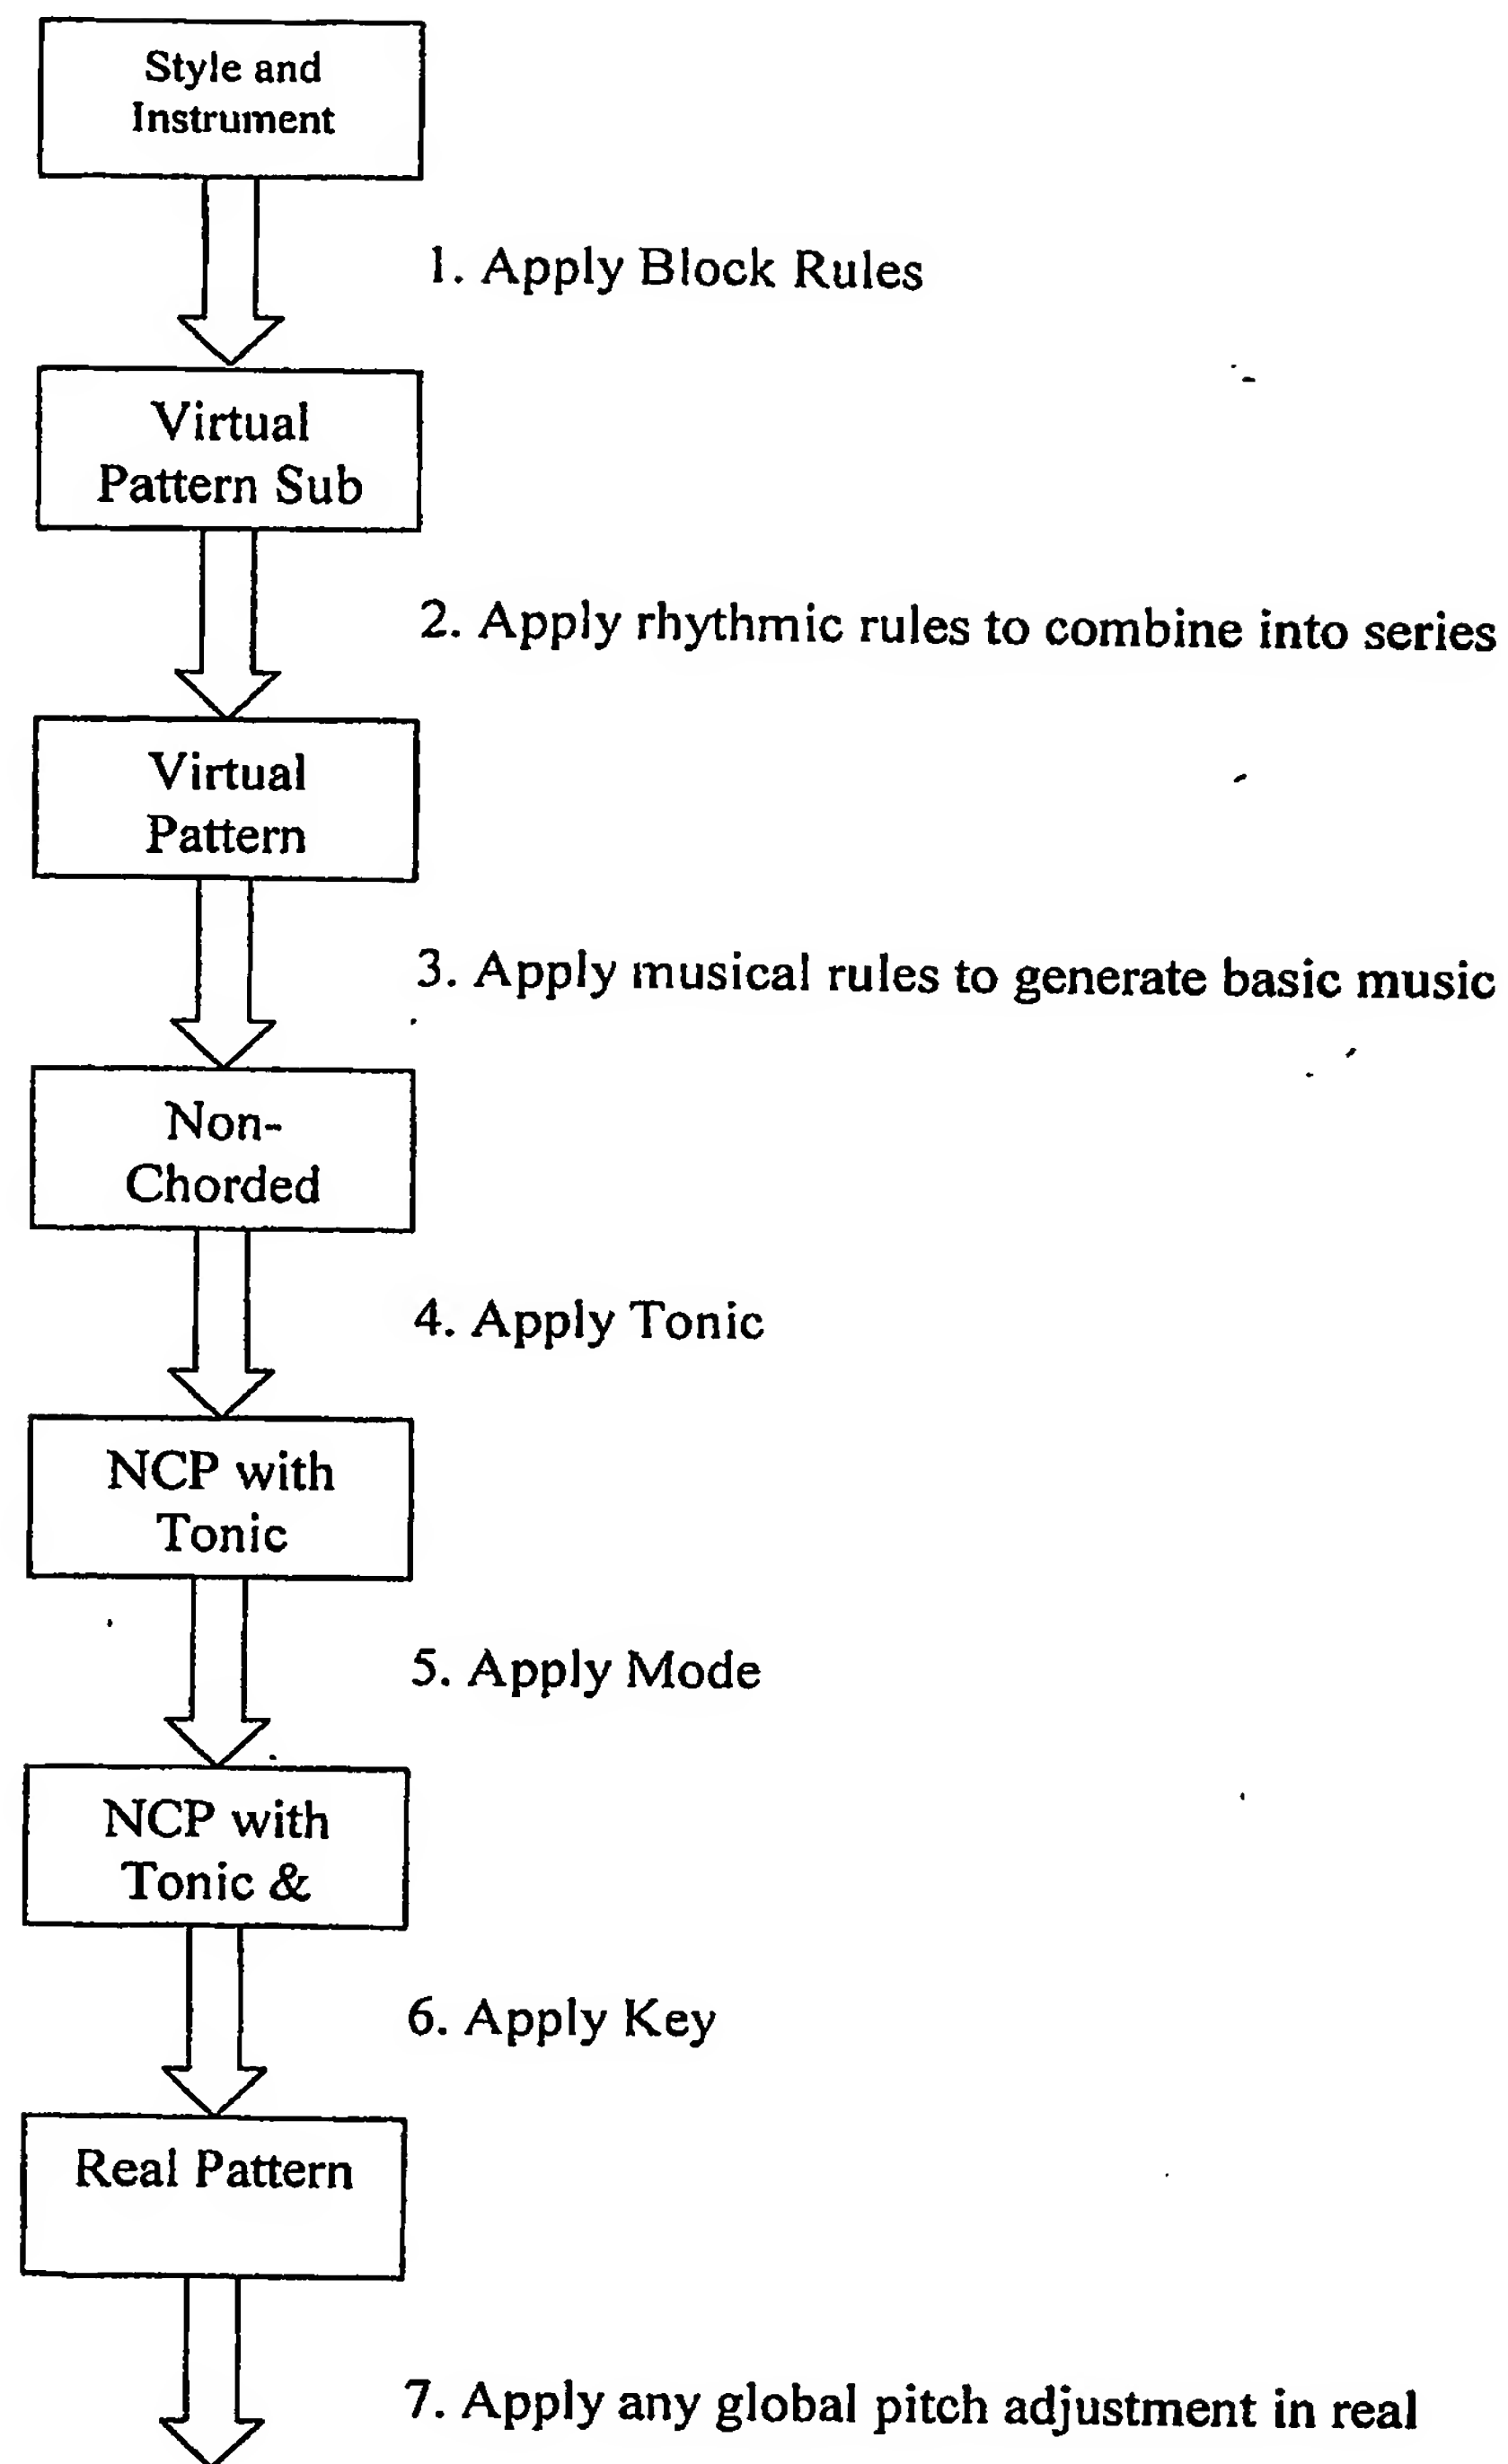 Style and
Instrument
1. Apply Block Rules
Virtual
Pattern Sub
2. Apply rhythmic rules to combine into series
Virtual
Pattern
3. Apply musical rules to generate basic music
Non-
Chorded
4. Apply Tonic
NCP with
Tonic
5. Apply Mode
NCP with
Tonic &
6. Apply Key
Real Pattern
7. Apply any global pitch adjustment in real